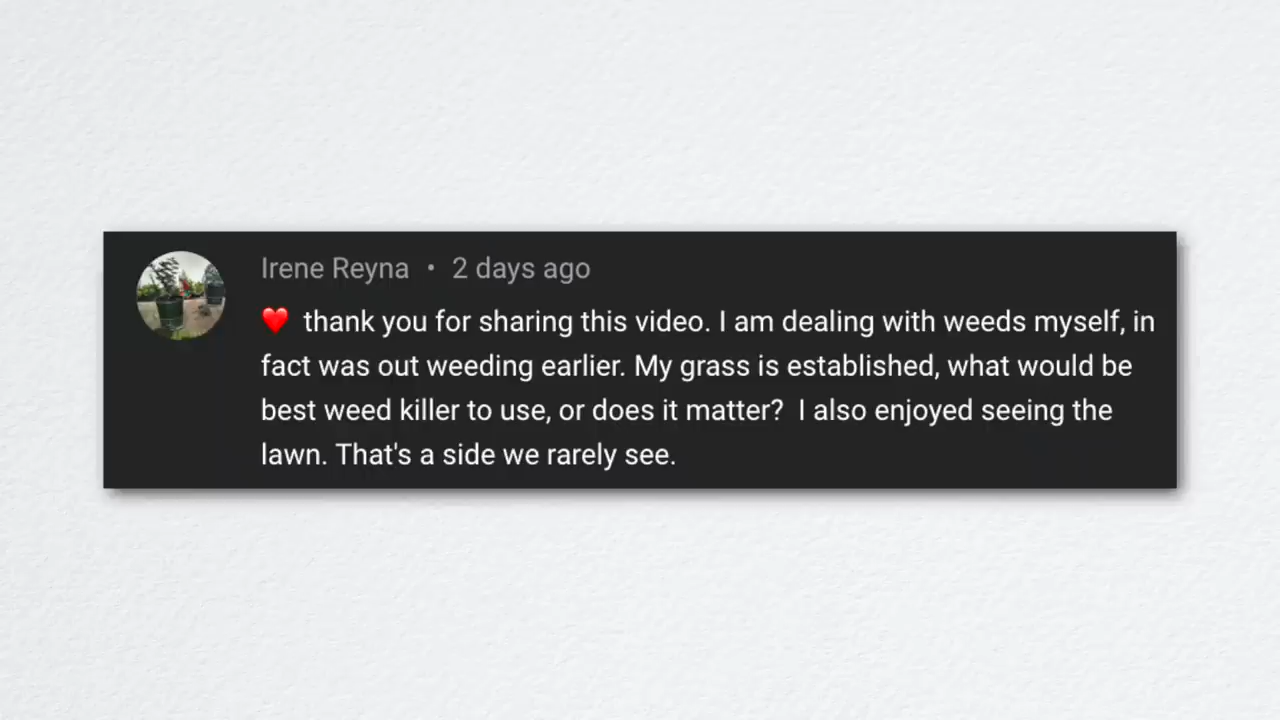 Irene Reyna • 2 days ago
❤️ thank you for sharing this video. I am dealing with weeds myself, in
fact was out weeding earlier. My grass is established, what would be
best weed killer to use, or does it matter?  I also enjoyed seeing the
lawn. That's a side we rarely see.